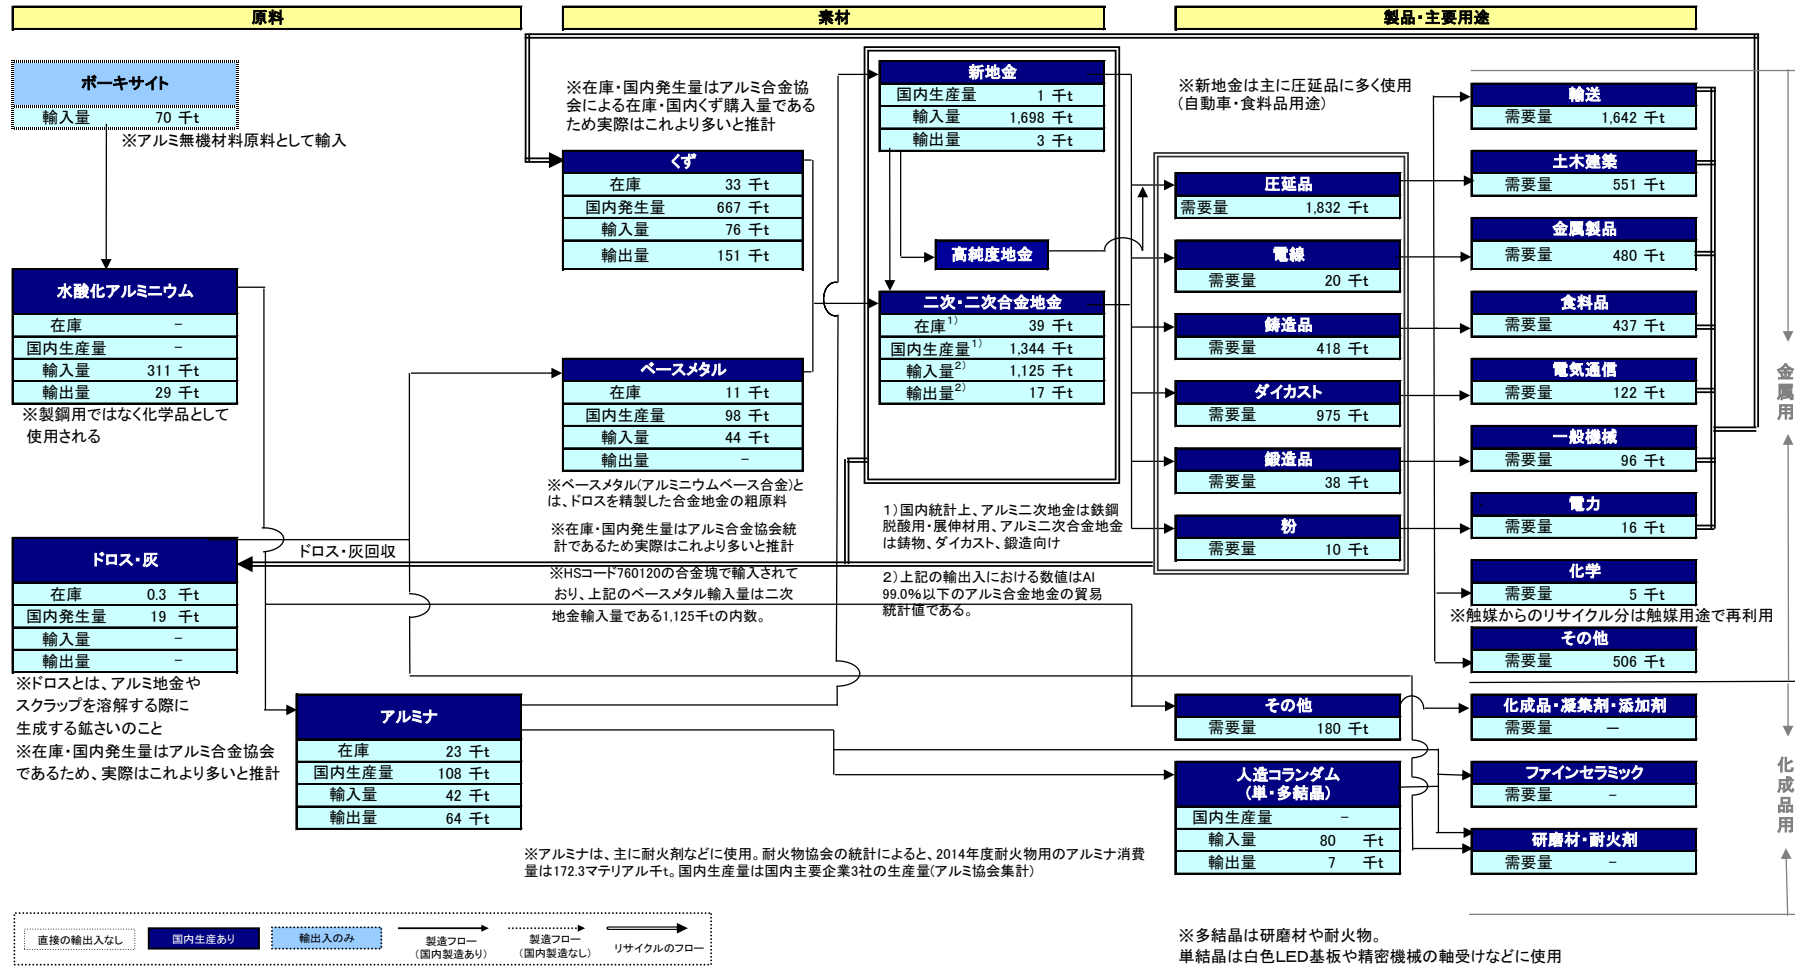 原料
素材
製品・主要用途
ボーキサイト
輸入量 70 千t
※アルミ無機材料原料として輸入
水酸化アルミニウム
在庫 -
国内生産量 -
輸入量 311 千t
輸出量 29 千t
※製鋼用ではなく化学品として
使用される
ドロス・灰
在庫 0.3 千t
国内発生量 19 千t
輸入量 -
輸出量 -
※ドロスとは、アルミ地金や
スクラップを溶解する際に
生成する鉱さいのこと
※在庫・国内発生量はアルミ合金協会
であるため、実際はこれより多いと推計
ドロス・灰回収
アルミナ
在庫 23 千t
国内生産量 108 千t
輸入量 42 千t
輸出量 64 千t
※在庫・国内発生量はアルミ合金協
会による在庫・国内くず購入量である
ため実際はこれより多いと推計
くず
在庫 33 千t
国内発生量 667 千t
輸入量 76 千t
輸出量 151 千t
ベースメタル
在庫 11 千t
国内生産量 98 千t
輸入量 44 千t
輸出量 -
※ベースメタル(アルミニウムベース合金)と
は、ドロスを精製した合金地金の粗原料
※在庫・国内発生量はアルミ合金協会統
計であるため実際はこれより多いと推計
※HSコード760120の合金塊で輸入されて
おり、上記のベースメタル輸入量は二次
地金輸入量である1,125千tの内数。
新地金
国内生産量 1 千t
輸入量 1,698 千t
輸出量 3 千t
高純度地金
二次・二次合金地金
在庫1) 39 千t
国内生産量1) 1,344 千t
輸入量2) 1,125 千t
輸出量2) 17 千t
1)国内統計上、アルミ二次地金は鉄鋼
脱酸用・展伸材用、アルミ二次合金地金
は鋳物、ダイカスト、鍛造向け
2)上記の輸出入における数値はAl
99.0%以下のアルミ合金地金の貿易
統計値である。
※アルミナは、主に耐火剤などに使用。耐火物協会の統計によると、2014年度耐火物用のアルミナ消費
量は172.3マテリアル千t。国内生産量は国内主要企業3社の生産量(アルミ協会集計)
※新地金は主に圧延品に多く使用
(自動車・食料品用途)
圧延品
需要量 1,832 千t
電線
需要量 20 千t
鋳造品
需要量 418 千t
ダイカスト
需要量 975 千t
鍛造品
需要量 38 千t
粉
需要量 10 千t
その他
需要量 180 千t
人造コランダム
(単・多結晶)
国内生産量 -
輸入量 80 千t
輸出量 7 千t
輸送
需要量 1,642 千t
土木建築
需要量 551 千t
金属製品
需要量 480 千t
食料品
需要量 437 千t
電気通信
需要量 122 千t
一般機械
需要量 96 千t
電力
需要量 16 千t
化学
需要量 5 千t
※触媒からのリサイクル分は触媒用途で再利用
その他
需要量 506 千t
化成品・凝集剤・添加剤
需要量 —
ファインセラミック
需要量 -
研磨材・耐火剤
需要量 -
金属用
化成品用
※多結晶は研磨材や耐火物。
単結晶は白色LED基板や精密機械の軸受けなどに使用
直接の輸出入なし
国内生産あり
輸出入のみ
製造フロー
(国内製造あり)
製造フロー
(国内製造なし)
リサイクルのフロー